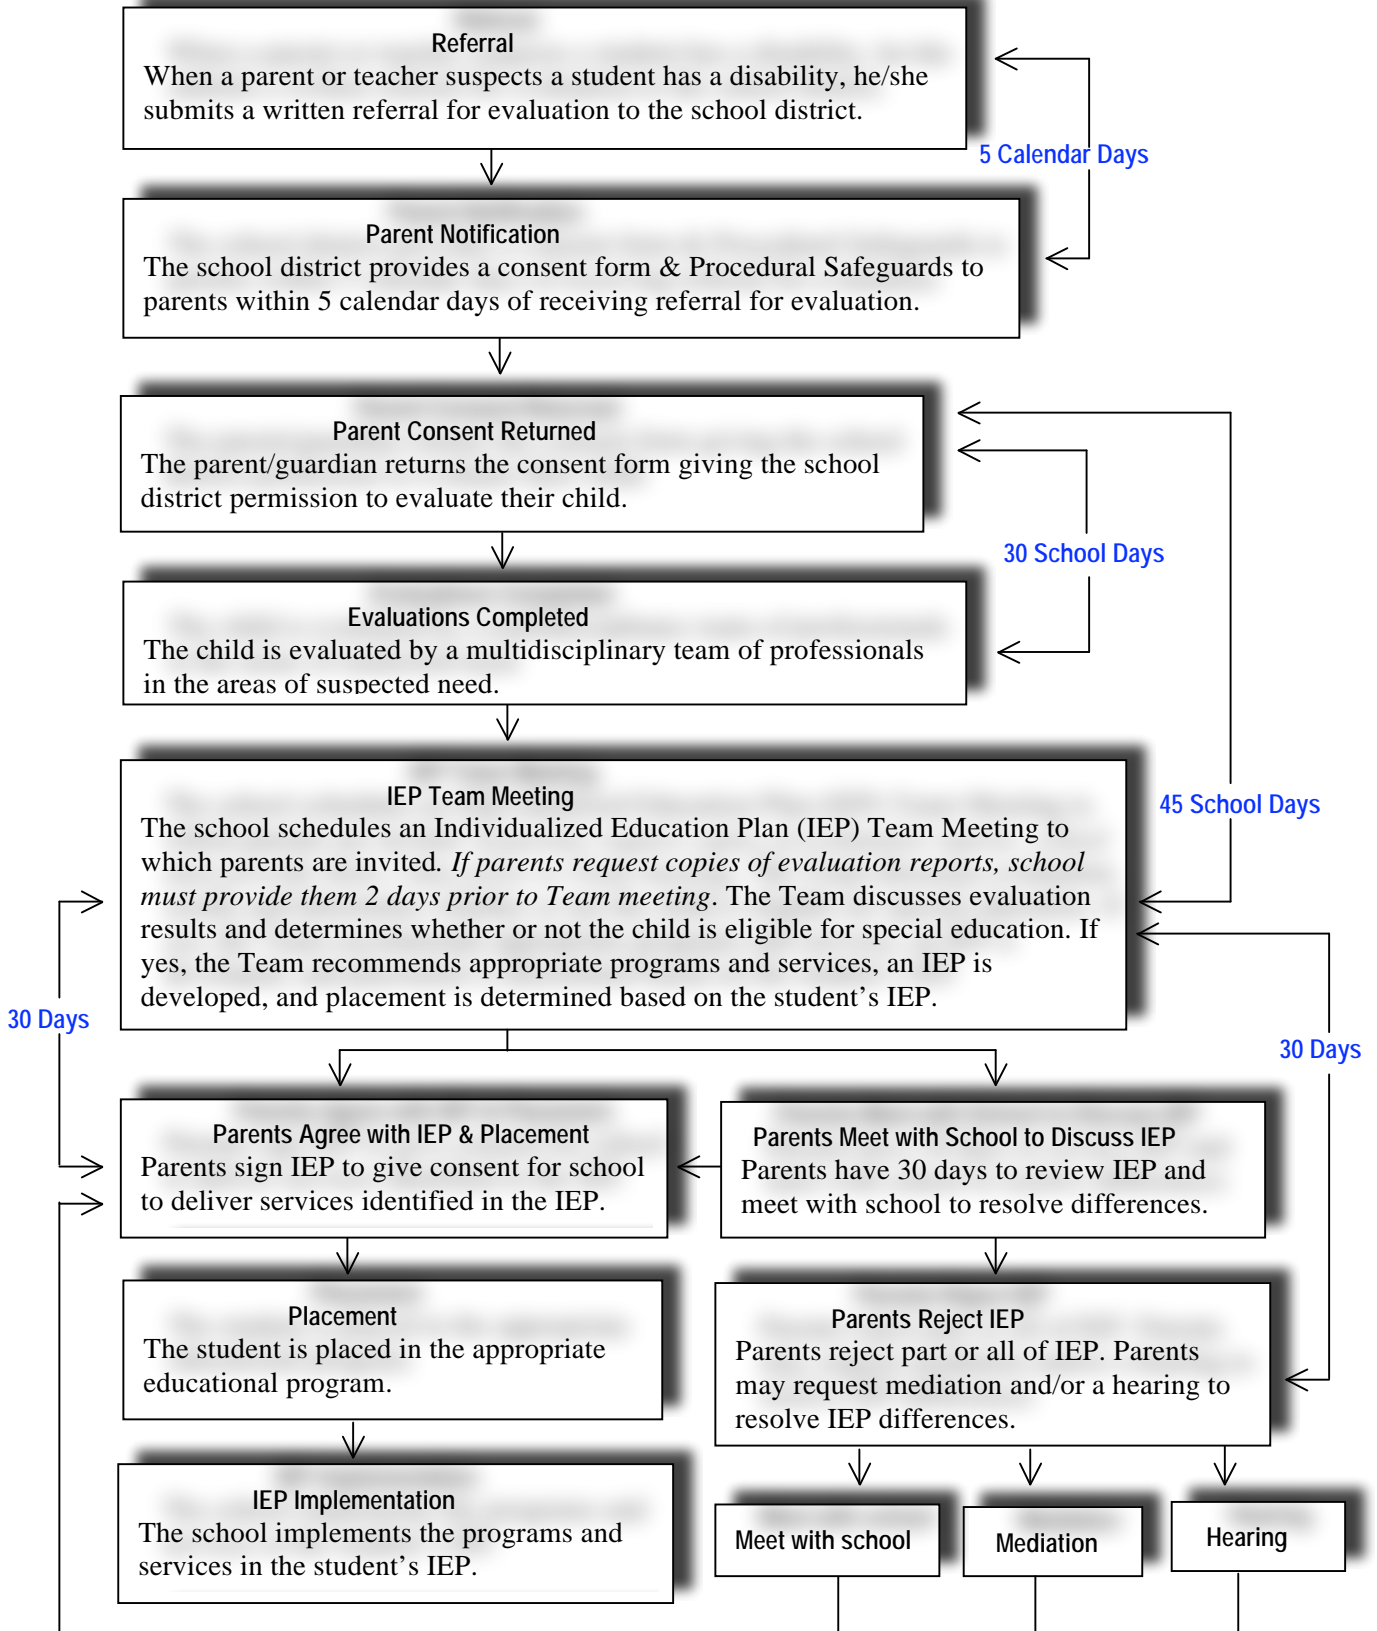 Referral
When a parent or teacher suspects a student has a disability, he/she
submits a written referral for evaluation to the school district.
5 Calendar Days
Parent Notification
The school district provides a consent form & Procedural Safeguards to
parents within 5 calendar days of receiving referral for evaluation.
Parent Consent Returned
The parent/guardian returns the consent form giving the school
district permission to evaluate their child.
30 School Days
Evaluations Completed
The child is evaluated by a multidisciplinary team of professionals
in the areas of suspected need.
IEP Team Meeting
The school schedules an Individualized Education Plan (IEP) Team Meeting to
which parents are invited. If parents request copies of evaluation reports, school
must provide them 2 days prior to Team meeting. The Team discusses evaluation
results and determines whether or not the child is eligible for special education. If
yes, the Team recommends appropriate programs and services, an IEP is
developed, and placement is determined based on the student’s IEP.
45 School Days
30 Days
30 Days
Parents Agree with IEP & Placement
Parents sign IEP to give consent for school
to deliver services identified in the IEP.
Parents Meet with School to Discuss IEP
Parents have 30 days to review IEP and
meet with school to resolve differences.
Placement
The student is placed in the appropriate
educational program.
Parents Reject IEP
Parents reject part or all of IEP. Parents
may request mediation and/or a hearing to
resolve IEP differences.
IEP Implementation
The school implements the programs and
services in the student’s IEP.
Meet with school
Mediation
Hearing